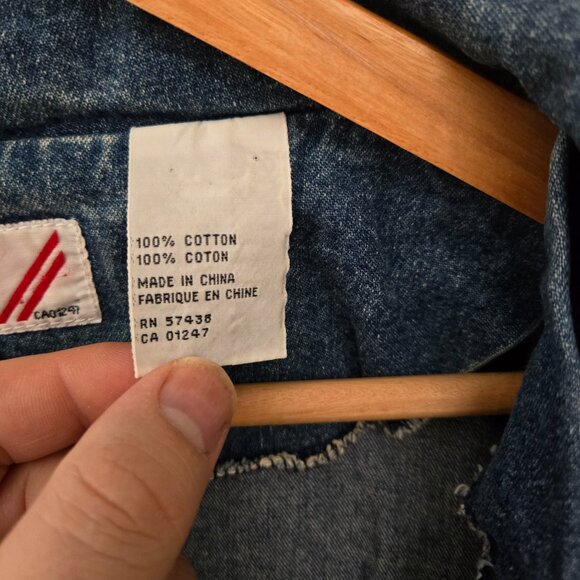 100% COTTON
100% COTON
MADE IN CHINA
FABRIQUE EN CHINE
RN 57438
CA 01247
CA01247